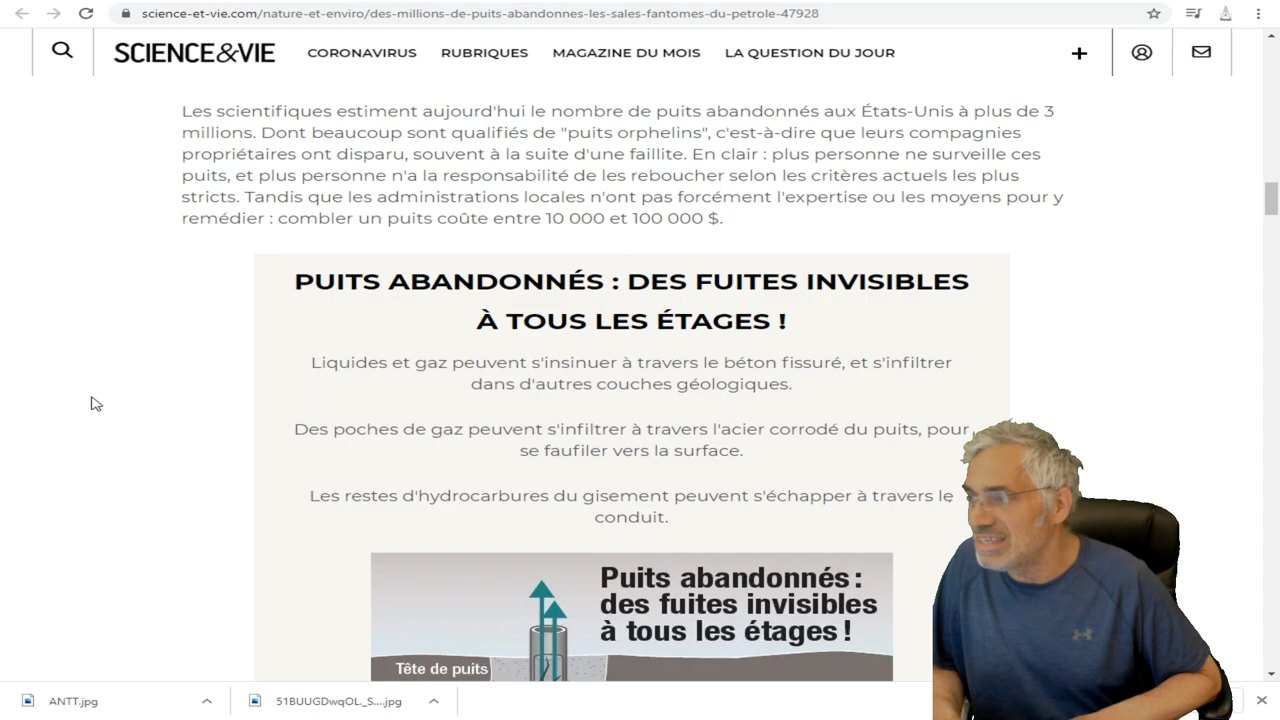 science-et-vie.com/nature-et-enviro/des-millions-de-puits-abandonnes-les-sales-fantomes-du-petrole-47928
SCIENCE&VIE
CORONAVIRUS
RUBRIQUES
MAGAZINE DU MOIS
LA QUESTION DU JOUR
Les scientifiques estiment aujourd'hui le nombre de puits abandonnés aux États-Unis à plus de 3
millions. Dont beaucoup sont qualifiés de "puits orphelins", c'est-à-dire que leurs compagnies
propriétaires ont disparu, souvent à la suite d'une faillite. En clair : plus personne ne surveille ces
puits, et plus personne n'a la responsabilité de les reboucher selon les critères actuels les plus
stricts. Tandis que les administrations locales n'ont pas forcément l'expertise ou les moyens pour y
remédier : combler un puits coûte entre 10 000 et 100 000 $.
PUITS ABANDONNÉS : DES FUITES INVISIBLES
À TOUS LES ÉTAGES !
Liquides et gaz peuvent s'insinuer à travers le béton fissuré, et s'infiltrer
dans d'autres couches géologiques.
Des poches de gaz peuvent s'infiltrer à travers l'acier corrodé du puits, pour
se faufiler vers la surface.
Les restes d'hydrocarbures du gisement peuvent s'échapper à travers le
conduit.
Puits abandonnés :
des fuites invisibles
à tous les étages !
Tête de puits
ANTT.jpg
51BUUGDwqOL._S....jpg